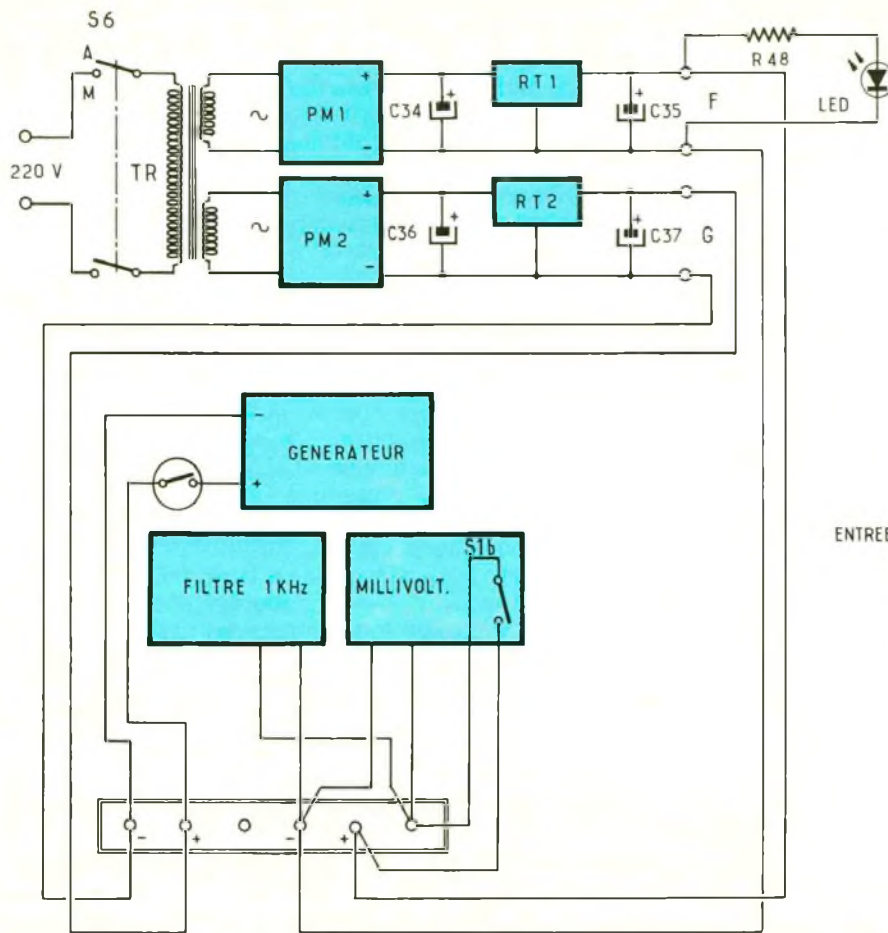 S6
A
M
220 V
TR
~
PM1
+
-
C34
+
RT1
+
C35
F
R48
LED
~
PM2
+
-
C36
+
RT2
+
C37
G
-
GENERATEUR
+
ENTREE
S1b
FILTRE 1KHz
MILLIVOLT.
- + - +